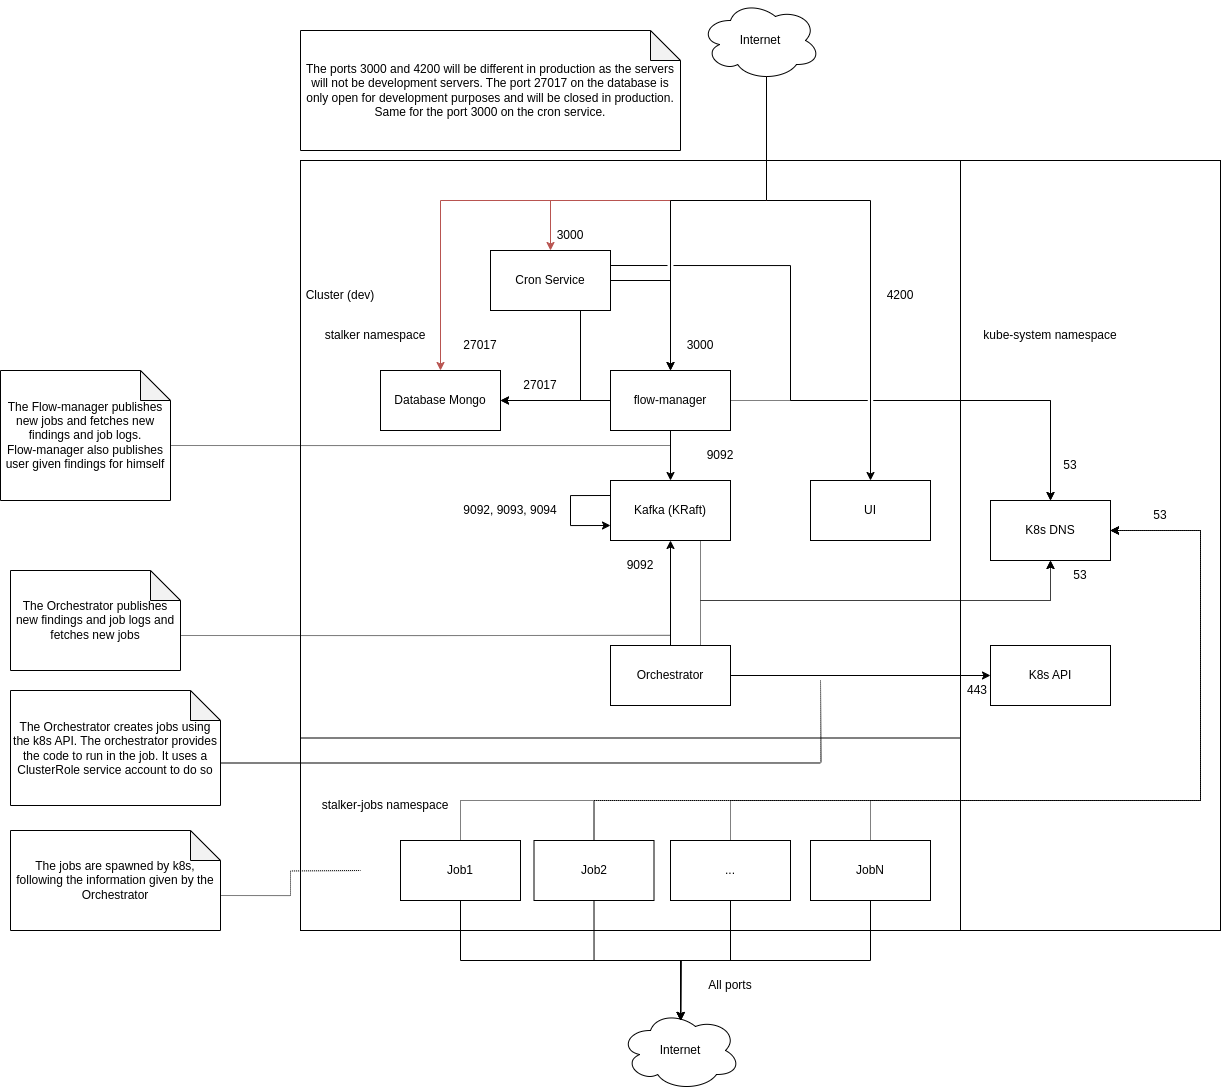 Internet
The ports 3000 and 4200 will be different in production as the servers
will not be development servers. The port 27017 on the database is
only open for development purposes and will be closed in production.
Same for the port 3000 on the cron service.
3000
Cron Service
Cluster (dev)
4200
stalker namespace
27017
3000
kube-system namespace
27017
Database Mongo
flow-manager
The Flow-manager publishes
new jobs and fetches new
findings and job logs.
Flow-manager also publishes
user given findings for himself
9092
53
9092, 9093, 9094
Kafka (KRaft)
UI
53
K8s DNS
9092
53
The Orchestrator publishes
new findings and job logs and
fetches new jobs
Orchestrator
K8s API
443
The Orchestrator creates jobs using
the k8s API. The orchestrator provides
the code to run in the job. It uses a
ClusterRole service account to do so
stalker-jobs namespace
The jobs are spawned by k8s,
following the information given by the
Orchestrator
Job1
Job2
...
JobN
All ports
Internet